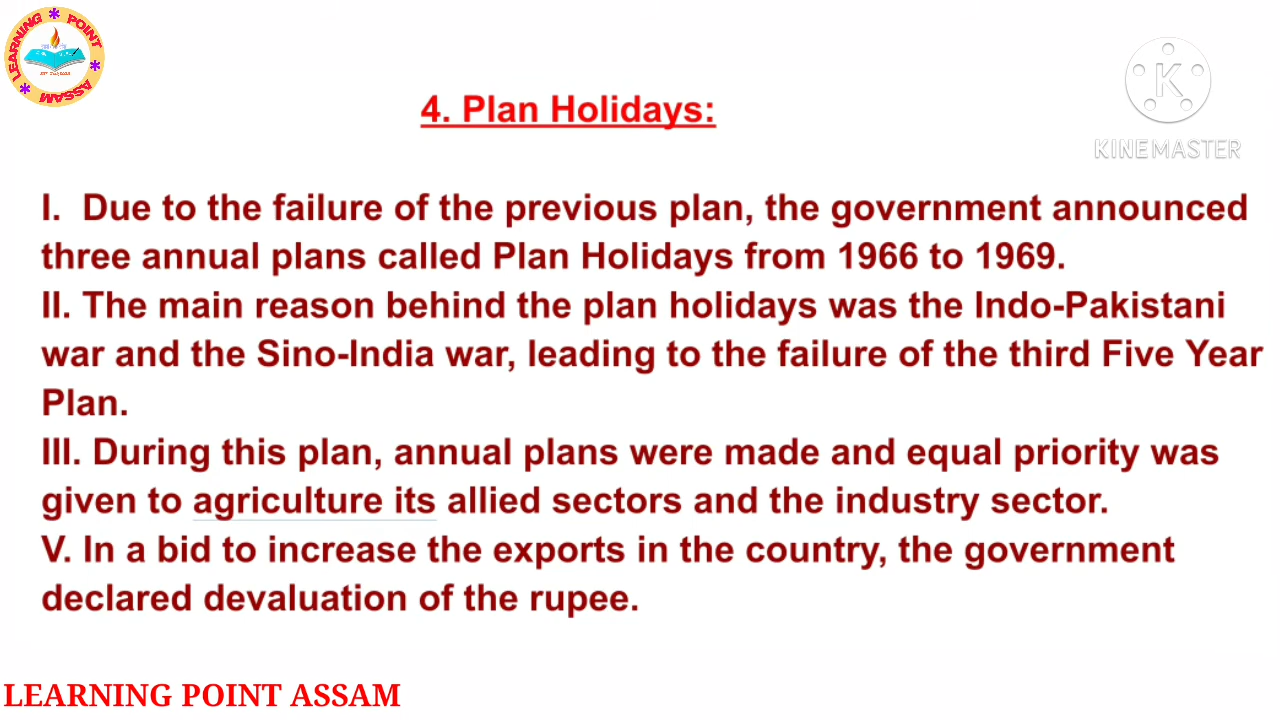 LEARNING POINT ASSAM
K
KINEMASTER
4. Plan Holidays:
I. Due to the failure of the previous plan, the government announced
three annual plans called Plan Holidays from 1966 to 1969.
II. The main reason behind the plan holidays was the Indo-Pakistani
war and the Sino-India war, leading to the failure of the third Five Year
Plan.
III. During this plan, annual plans were made and equal priority was
given to agriculture its allied sectors and the industry sector.
V. In a bid to increase the exports in the country, the government
declared devaluation of the rupee.
LEARNING POINT ASSAM